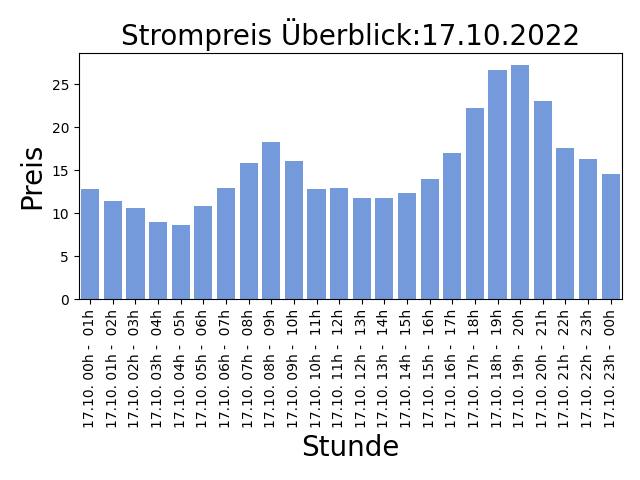 Strompreis Überblick:17.10.2022
Preis
25
20
15
10
5
0
17.10. 00h - 01h
17.10. 01h - 02h
17.10. 02h - 03h
17.10. 03h - 04h
17.10. 04h - 05h
17.10. 05h - 06h
17.10. 06h - 07h
17.10. 07h - 08h
17.10. 08h - 09h
17.10. 09h - 10h
17.10. 10h - 11h
17.10. 11h - 12h
17.10. 12h - 13h
17.10. 13h - 14h
17.10. 14h - 15h
17.10. 15h - 16h
17.10. 16h - 17h
17.10. 17h - 18h
17.10. 18h - 19h
17.10. 19h - 20h
17.10. 20h - 21h
17.10. 21h - 22h
17.10. 22h - 23h
17.10. 23h - 00h
Stunde